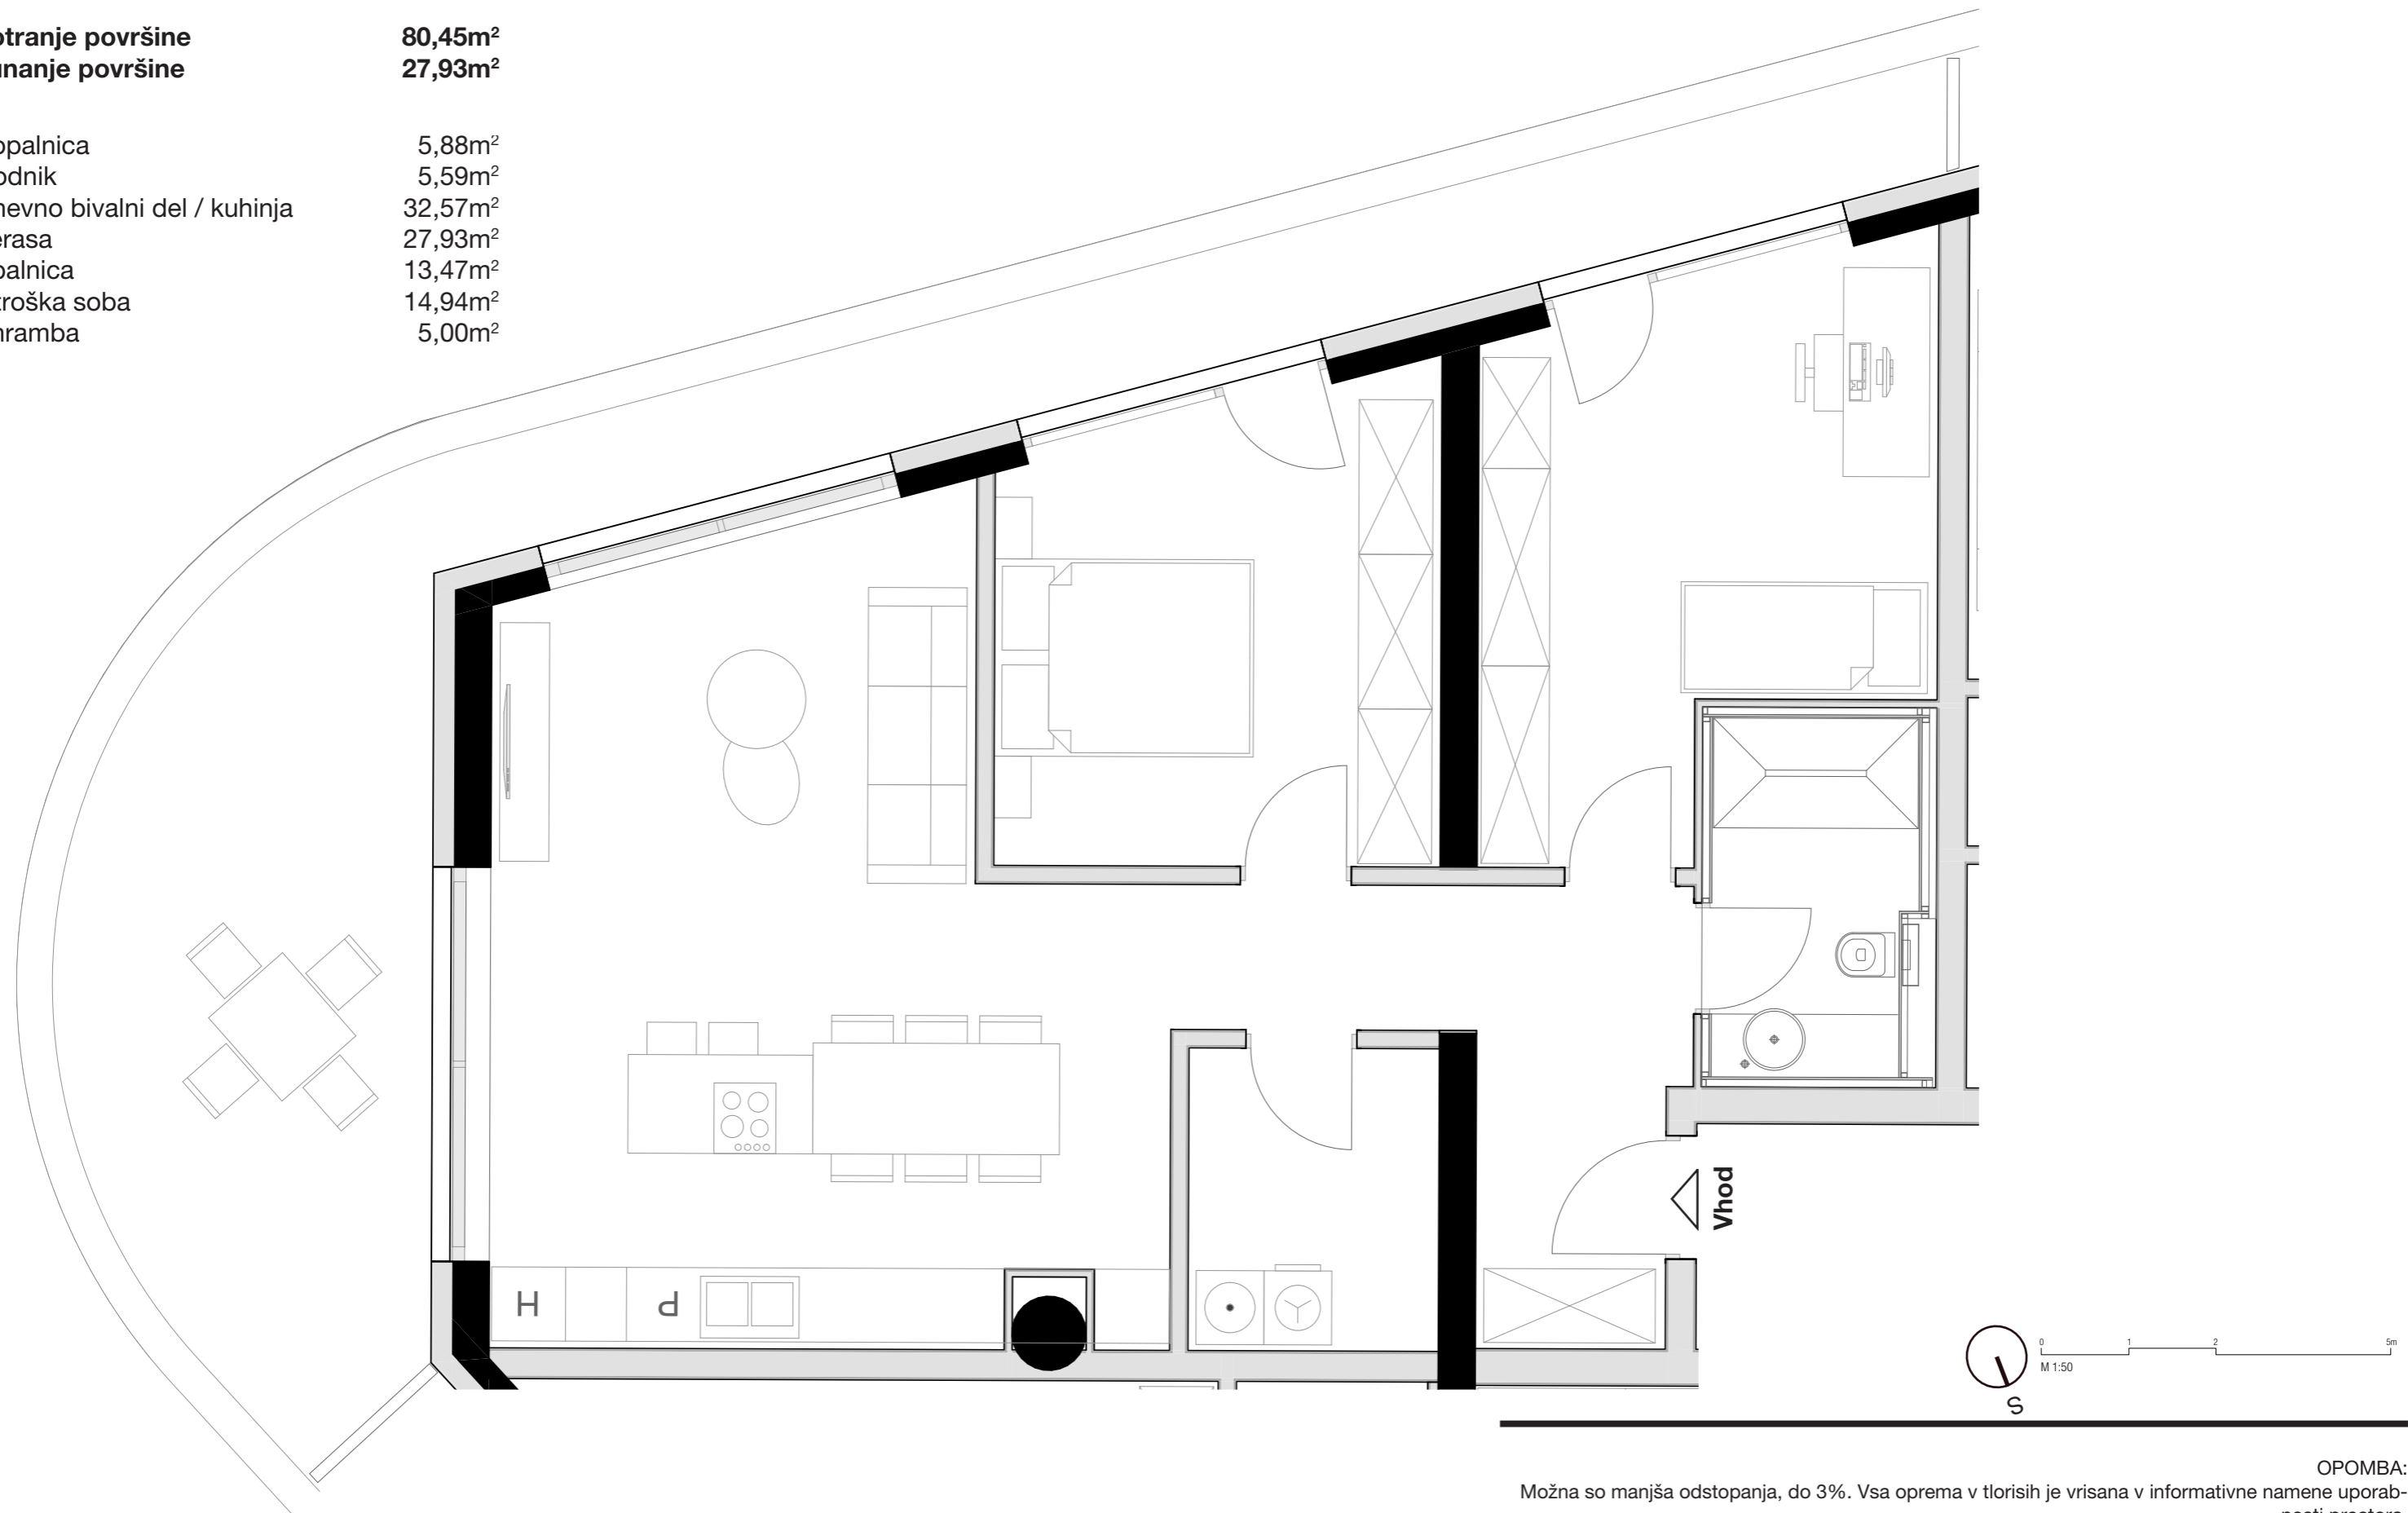 otranje površine 80,45m²
unanje površine 27,93m²
opalnica 5,88m²
odnik 5,59m²
nevno bivalni del / kuhinja 32,57m²
erasa 27,93m²
palnica 13,47m²
troška soba 14,94m²
hramba 5,00m²
H
P
Vhod
0 1 2 5m
M 1:50
S
OPOMBA:
Možna so manjša odstopanja, do 3%. Vsa oprema v tlorisih je vrisana v informativne namene uporab-